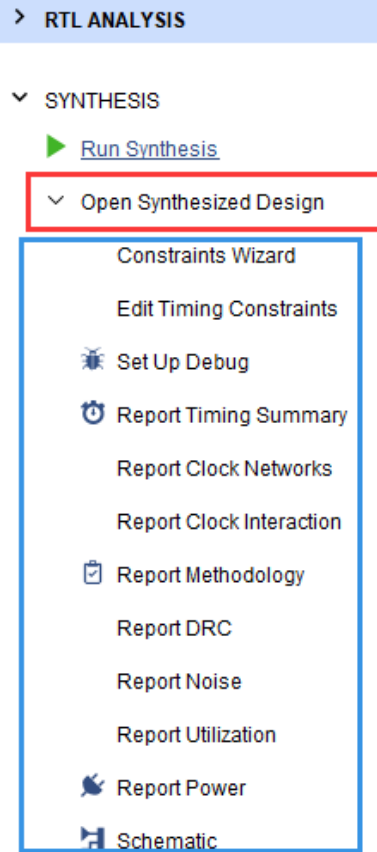 RTL ANALYSIS
SYNTHESIS
Run Synthesis
Open Synthesized Design
Constraints Wizard
Edit Timing Constraints
Set Up Debug
Report Timing Summary
Report Clock Networks
Report Clock Interaction
Report Methodology
Report DRC
Report Noise
Report Utilization
Report Power
Schematic